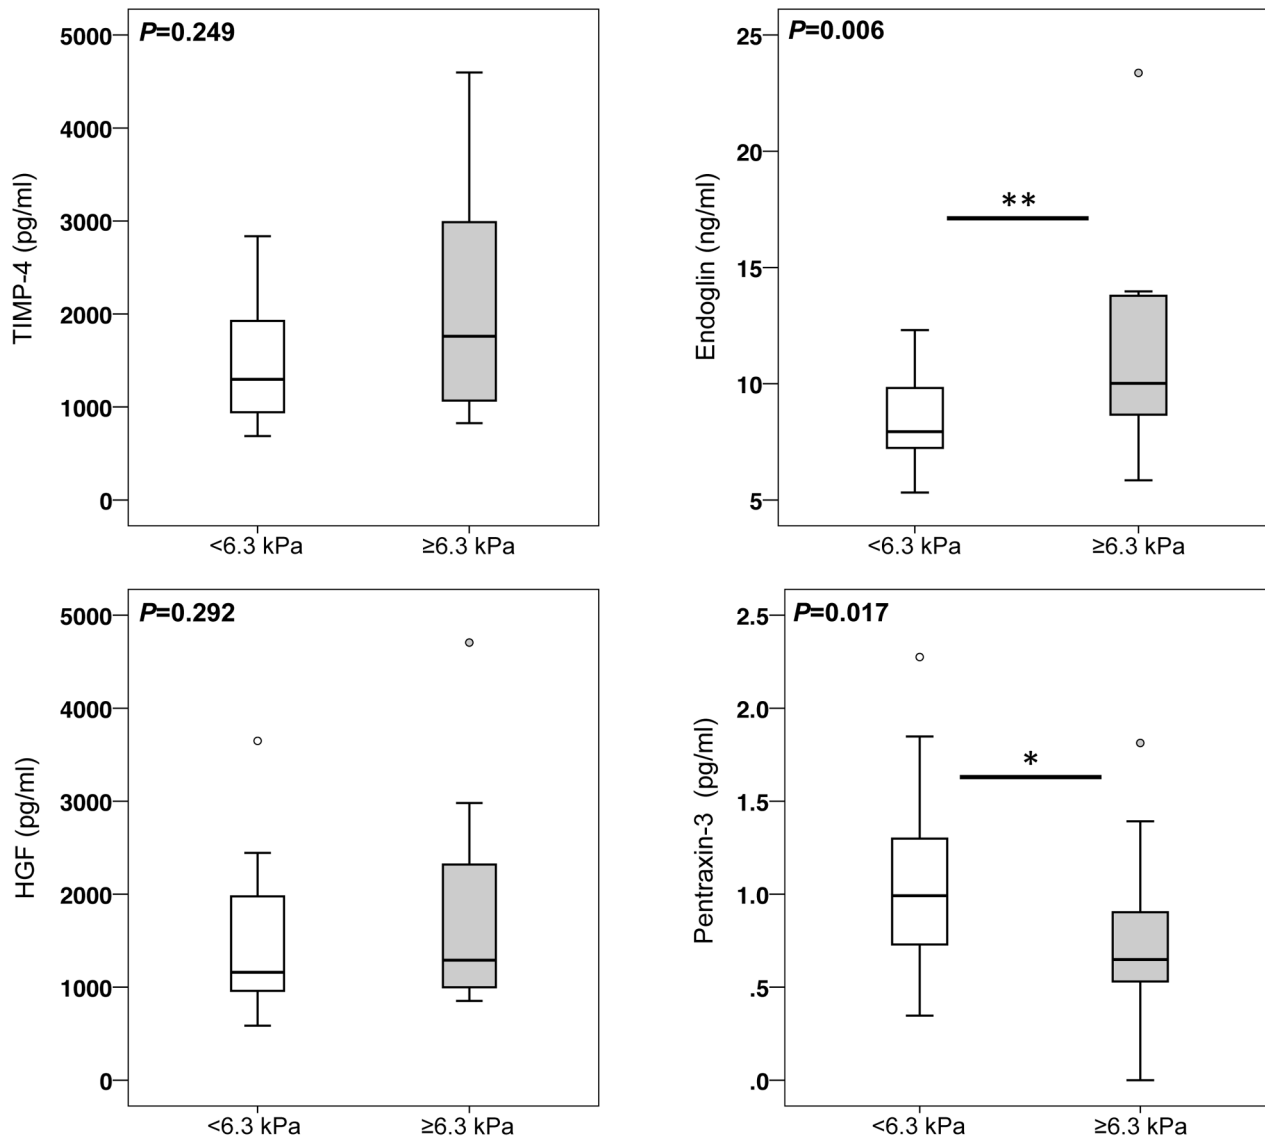 P=0.249
5000
4000
3000
2000
1000
0
TIMP-4 (pg/ml)
<6.3 kPa
≥6.3 kPa
P=0.006
25
20
15
10
5
Endoglin (ng/ml)
**
<6.3 kPa
≥6.3 kPa
P=0.292
5000
4000
3000
2000
1000
0
HGF (pg/ml)
<6.3 kPa
≥6.3 kPa
P=0.017
2.5
2.0
1.5
1.0
.5
.0
Pentraxin-3 (pg/ml)
*
<6.3 kPa
≥6.3 kPa